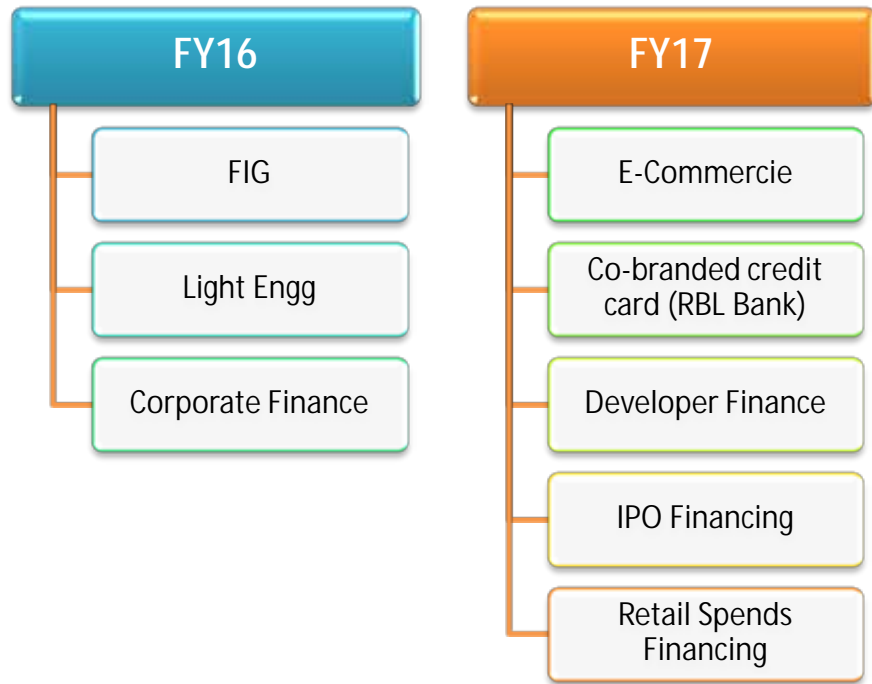 FY16
FIG
Light Engg
Corporate Finance
FY17
E-Commercie
Co-branded credit
card (RBL Bank)
Developer Finance
IPO Financing
Retail Spends
Financing